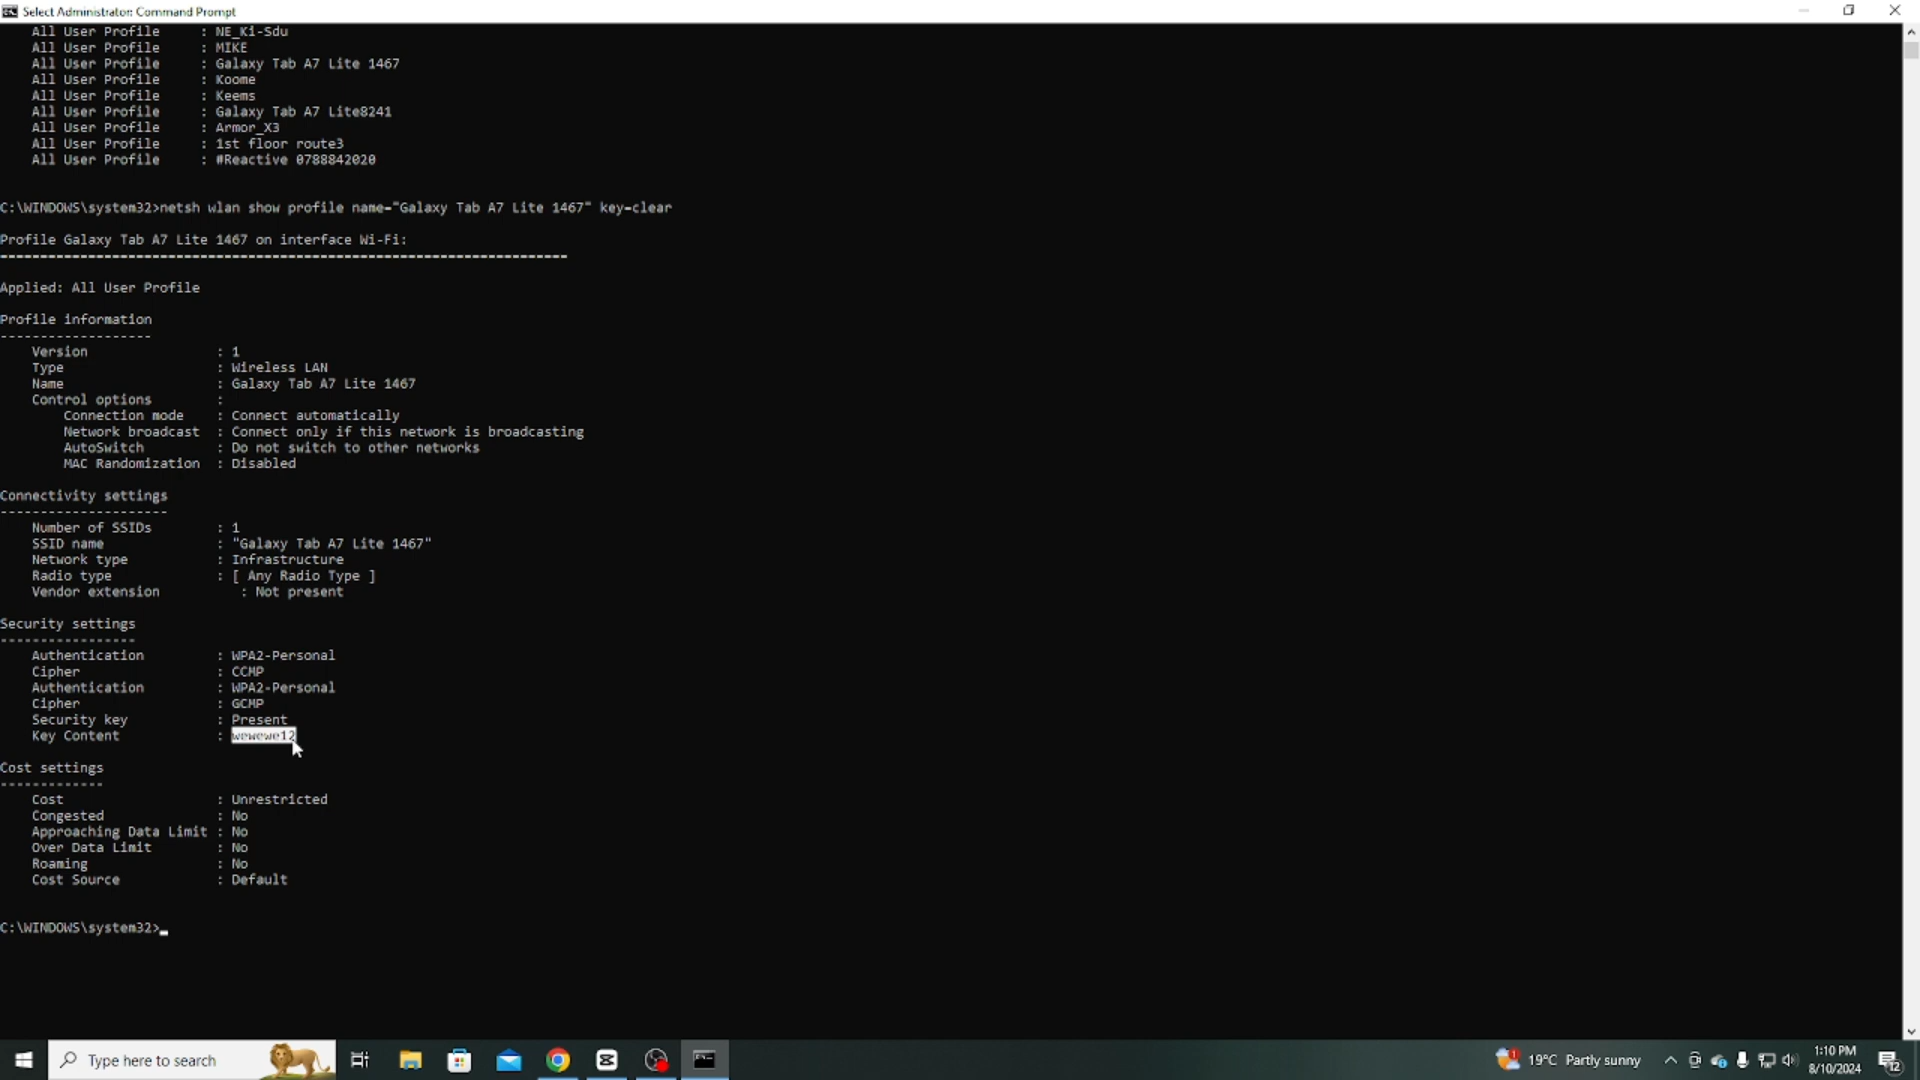 Select Administrator: Command Prompt
All User Profile : NE_Ki-Sdu
All User Profile : MIKE
All User Profile : Galaxy Tab A7 Lite 1467
All User Profile : Koome
All User Profile : Keems
All User Profile : Galaxy Tab A7 Lite8241
All User Profile : Armor_X3
All User Profile : 1st floor route3
All User Profile : #Reactive 0788842020
C:\WINDOWS\system32>netsh wlan show profile name="Galaxy Tab A7 Lite 1467" key=clear
Profile Galaxy Tab A7 Lite 1467 on interface Wi-Fi:
=======================================================================
Applied: All User Profile
Profile information
-------------------
Version : 1
Type : Wireless LAN
Name : Galaxy Tab A7 Lite 1467
Control options :
Connection mode : Connect automatically
Network broadcast : Connect only if this network is broadcasting
AutoSwitch : Do not switch to other networks
MAC Randomization : Disabled
Connectivity settings
---------------------
Number of SSIDs : 1
SSID name : "Galaxy Tab A7 Lite 1467"
Network type : Infrastructure
Radio type : [ Any Radio Type ]
Vendor extension : Not present
Security settings
-----------------
Authentication : WPA2-Personal
Cipher : CCMP
Authentication : WPA2-Personal
Cipher : GCMP
Security key : Present
Key Content : wewewe12
Cost settings
-------------
Cost : Unrestricted
Congested : No
Approaching Data Limit : No
Over Data Limit : No
Roaming : No
Cost Source : Default
C:\WINDOWS\system32>
Type here to search
1
19°C Partly sunny
1:10 PM
8/10/2024
12